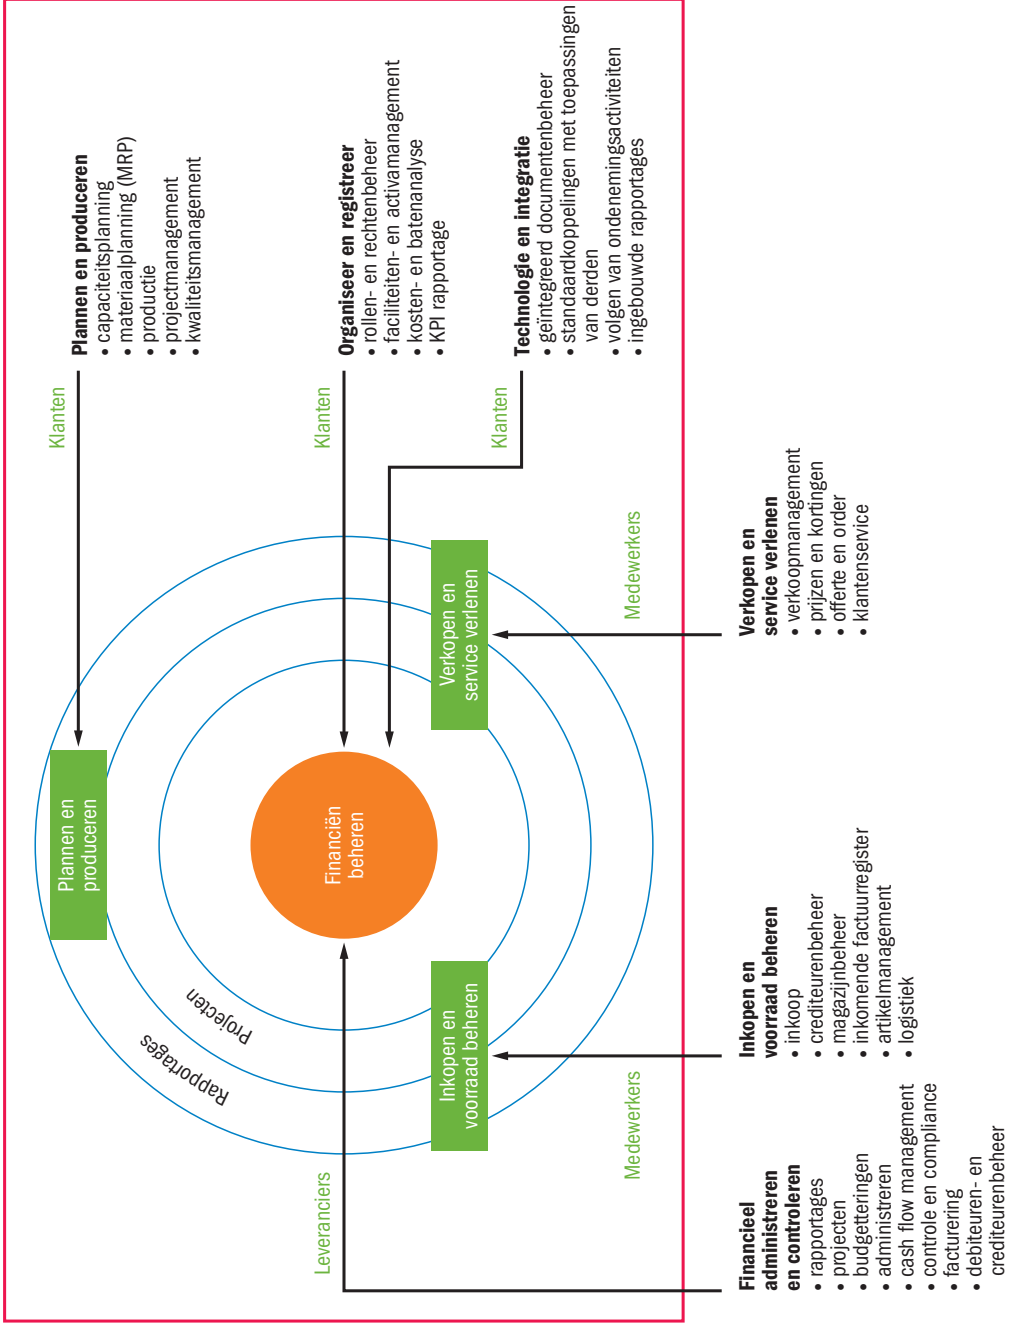 Plannen en produceren
• capaciteitsplanning
• materiaalplanning (MRP)
• productie
• projectmanagement
• kwaliteitsmanagement
Organiseer en registreer
• rollen- en rechtenbeheer
• faciliteiten- en activamanagement
• kosten- en batenanalyse
• KPI rapportage
Technologie en integratie
• geïntegreerd documentenbeheer
• standaardkoppelingen met toepassingen
van derden
• volgen van ondenemingsactiviteiten
• ingebouwde rapportages
Klanten
Klanten
Klanten
Plannen en
produceren
Rapportages
Projecten
Financiën
beheren
Leveranciers
Inkopen en
voorraad beheren
Verkopen en
service verlenen
Medewerkers
Medewerkers
Financieel
administreren
en controleren
• rapportages
• projecten
• budgetteringen
• administreren
• cash flow management
• controle en compliance
• facturering
• debiteuren- en
crediteurenbeheer
Inkopen en
voorraad beheren
• inkoop
• crediteurenbeheer
• magazijnbeheer
• inkomende factuurregister
• artikelmanagement
• logistiek
Verkopen en
service verlenen
• verkoopmanagement
• prijzen en kortingen
• offerte en order
• klantenservice